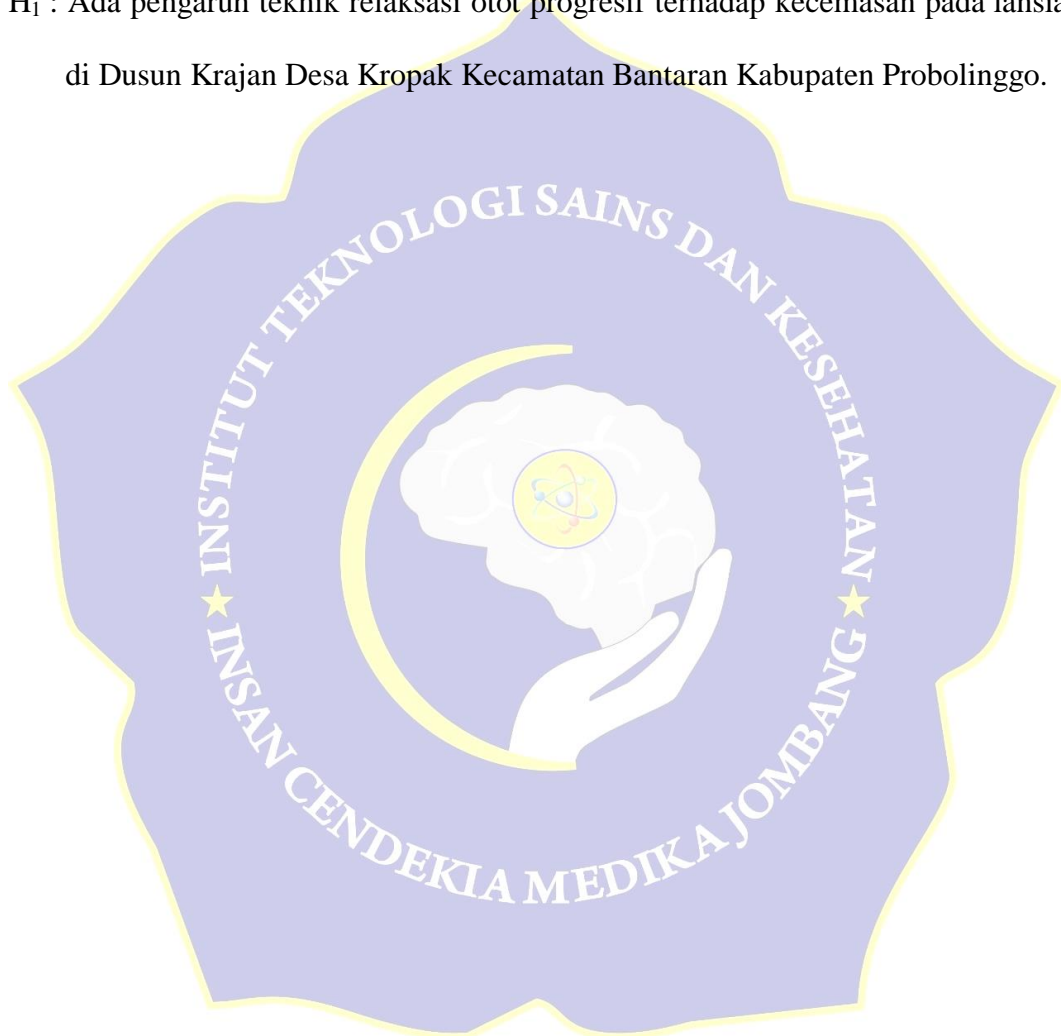 H₁ : Ada pengaruh teknik relaksasi otot progresif terhadap kecemasan pada lansia
di Dusun Krajan Desa Kropak Kecamatan Bantaran Kabupaten Probolinggo.
INSTITUT TEKNOLOGI SAINS DAN KESEHATAN
★ INSAN CENDEKIA MEDIKA JOMBANG ★